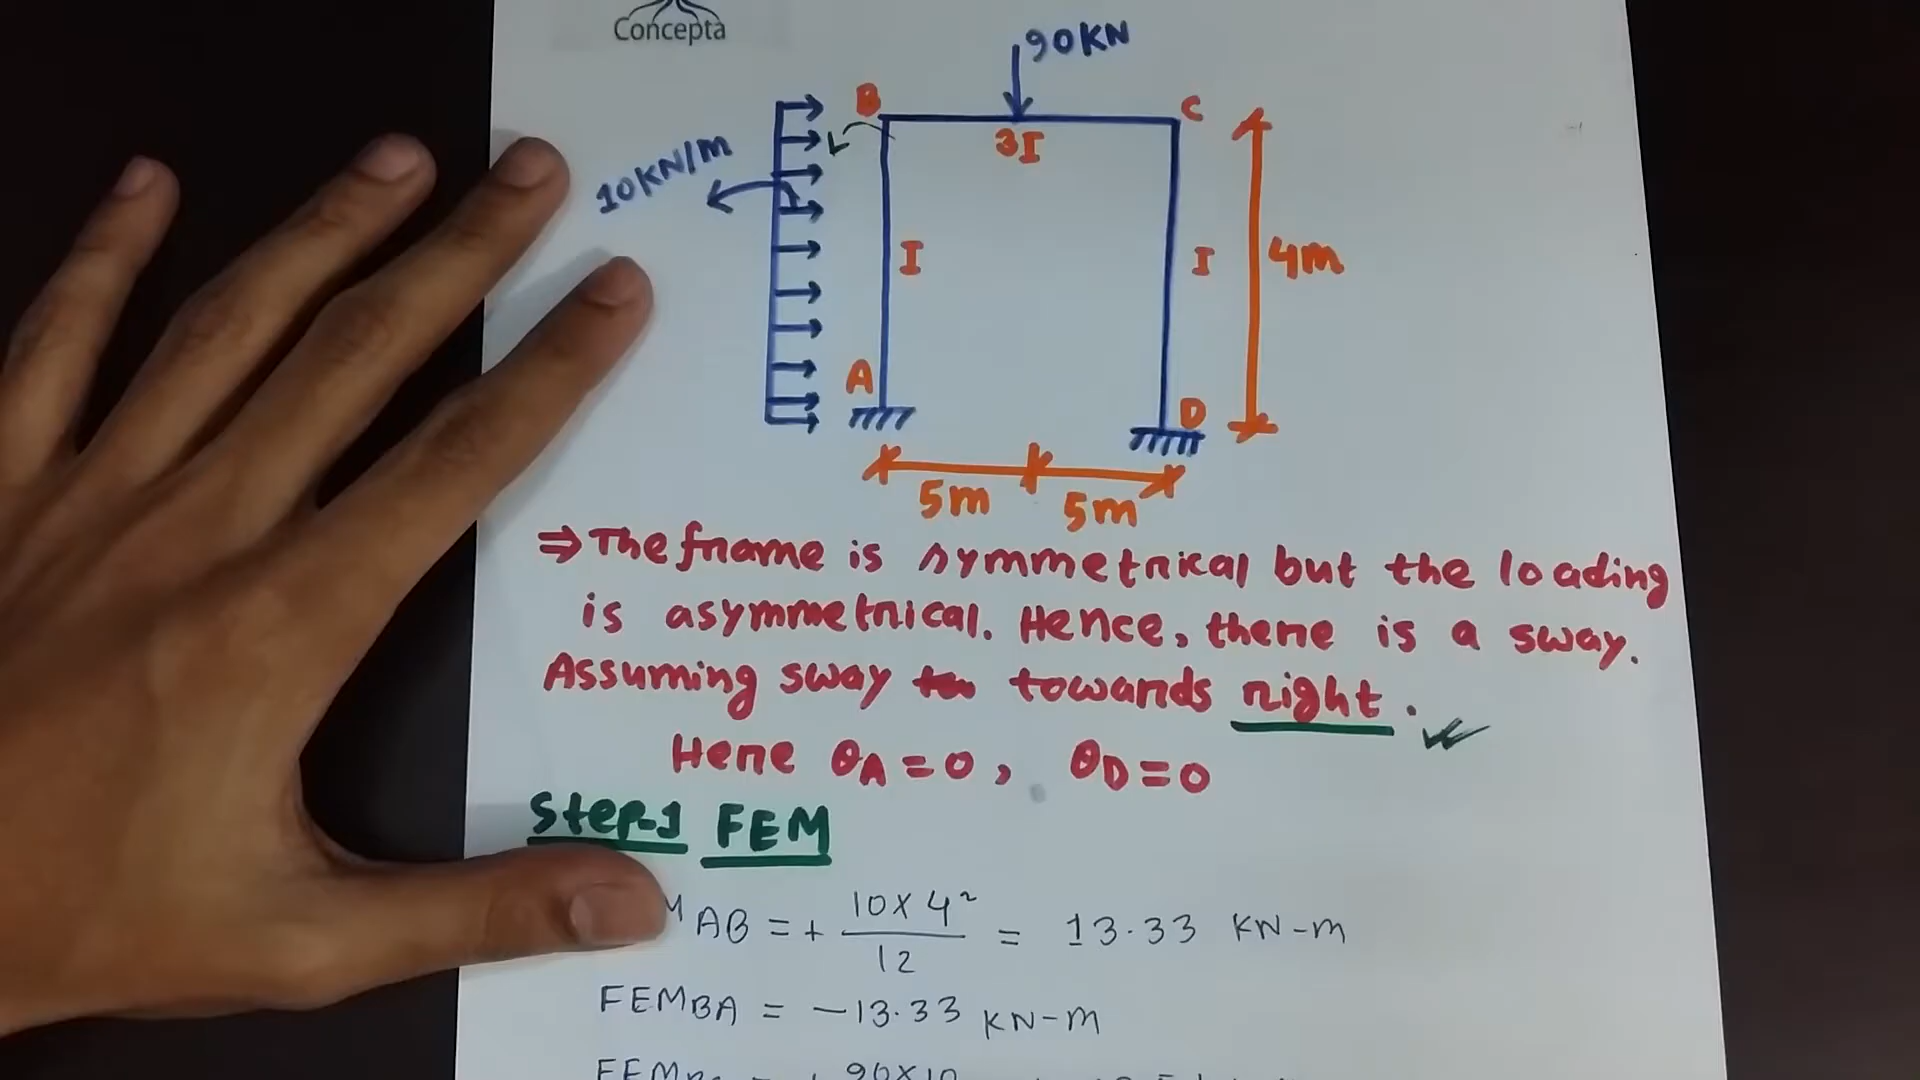 Concepta
90KN
B
C
3I
10KN/m
I
I
4m
A
D
5m
5m
⇒ The frame is symmetrical but the loading
is asymmetrical. Hence, there is a sway.
Assuming sway towards right.
Here θA = 0, θD = 0
Step-1 FEM
M AB = + 10 X 4² / 12 = 13.33 KN-m
FEMBA = -13.33 KN-m
90X10